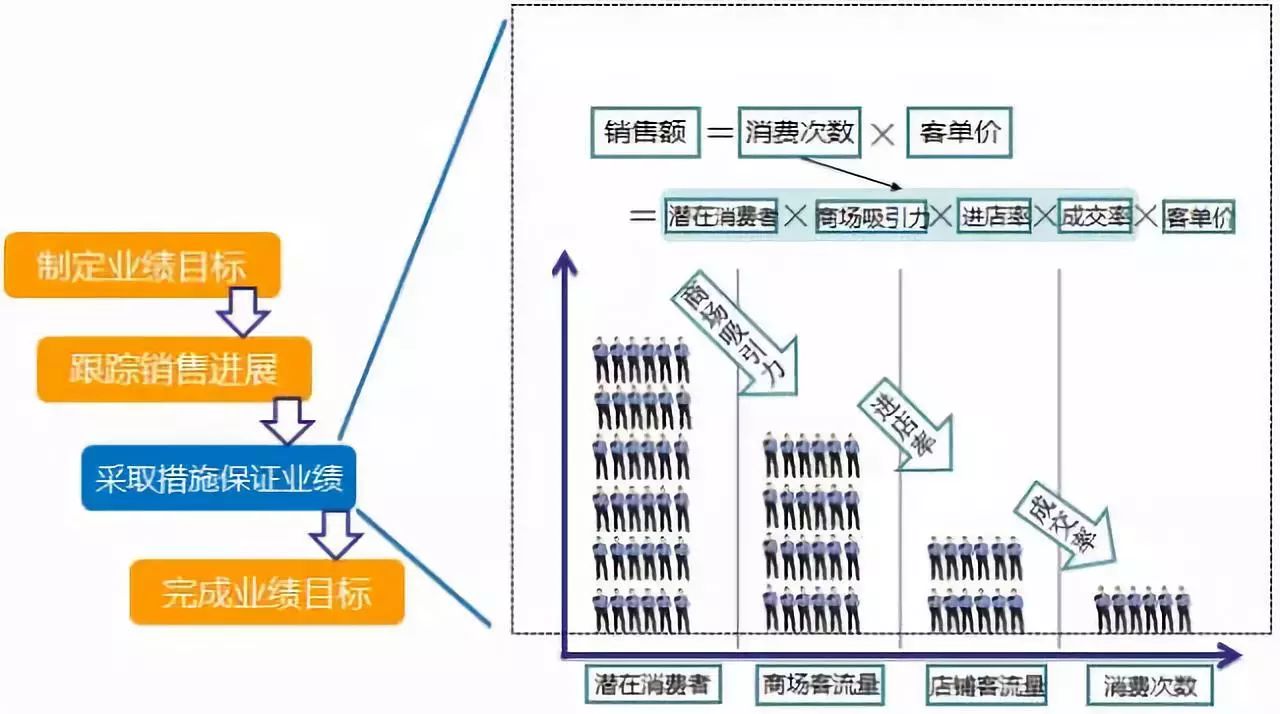 制定业绩目标
跟踪销售进展
采取措施保证业绩
完成业绩目标
销售额 = 消费次数 × 客单价
= 潜在消费者 × 商场吸引力 × 进店率 × 成交率 × 客单价
商场吸引力
进店率
成交率
潜在消费者 商场客流量 店铺客流量 消费次数